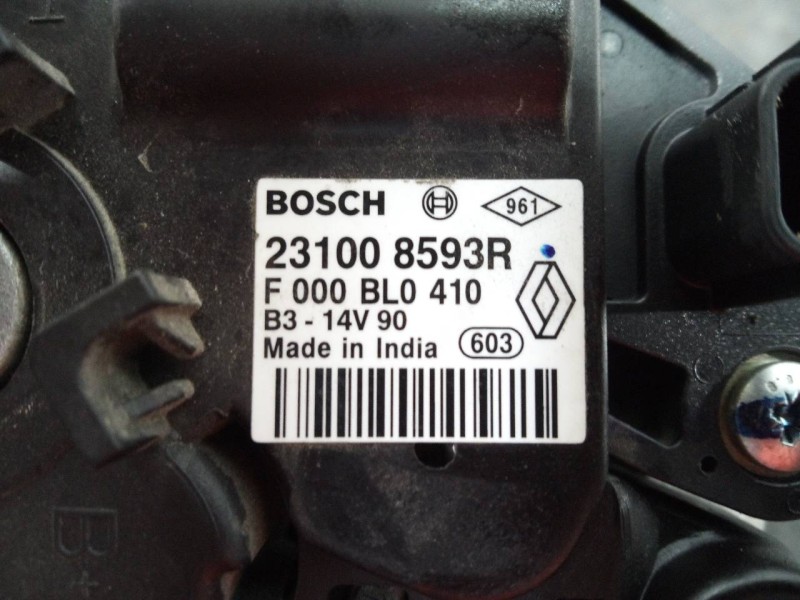 BOSCH 961
23100 8593R
F 000 BL0 410
B3 - 14V 90
Made in India 603
B+